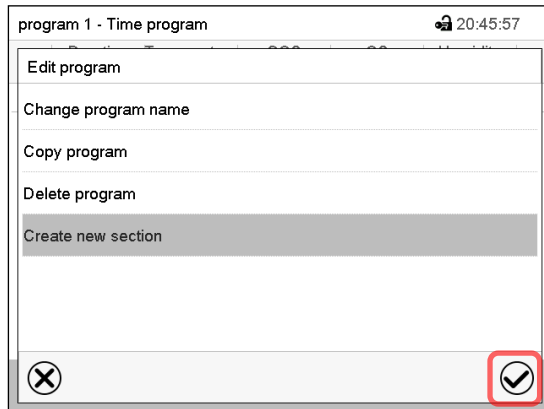 program 1 - Time program 20:45:57
Edit program
Change program name
Copy program
Delete program
Create new section